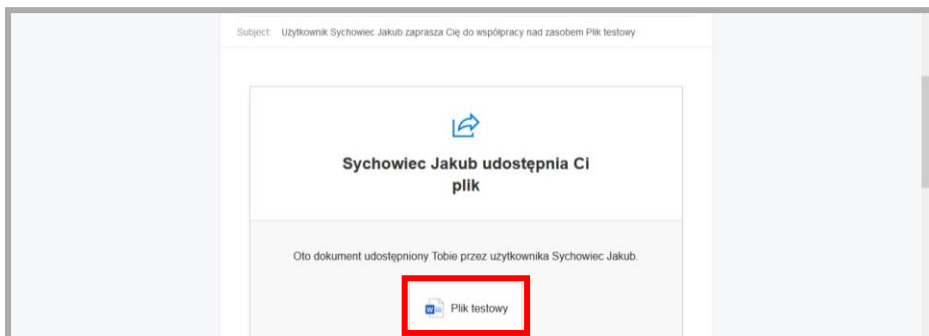 Subject: Użytkownik Sychowiec Jakub zaprasza Cię do współpracy nad zasobem Plik testowy
Sychowiec Jakub udostępnia Ci
plik
Oto dokument udostępniony Tobie przez użytkownika Sychowiec Jakub.
W Plik testowy